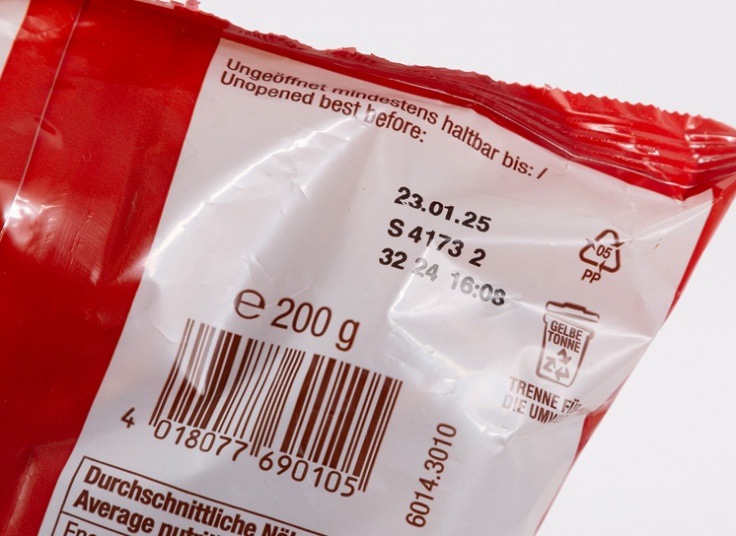 Ungeöffnet mindestens haltbar bis: /
Unopened best before:
23.01.25
S 4173 2
32 24 16:08
05
PP
e 200 g
GELBE
TONNE
TRENNE
DIE
4 018077 690105
6014.3010
Durchschnittliche
Average